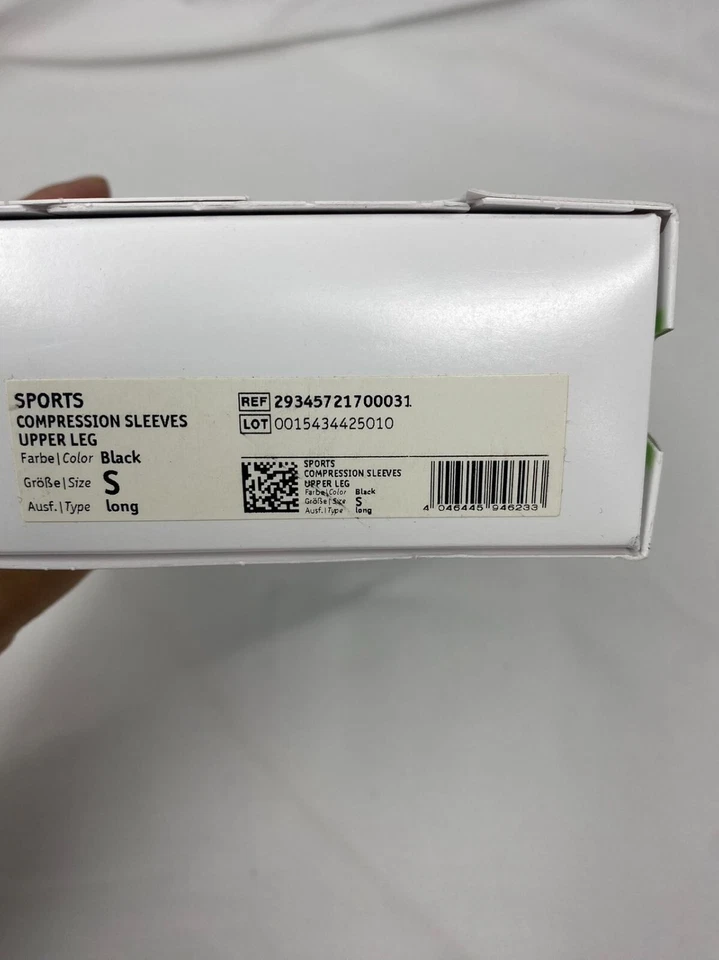 SPORTS
COMPRESSION SLEEVES
UPPER LEG
Farbe|Color Black
Größe|Size S
Ausf.|Type long
REF 29345721700031
LOT 0015434425010
SPORTS
COMPRESSION SLEEVES
UPPER LEG
Farbe|Color Black
Größe|Size S
Ausf.|Type long
4 046445 946233